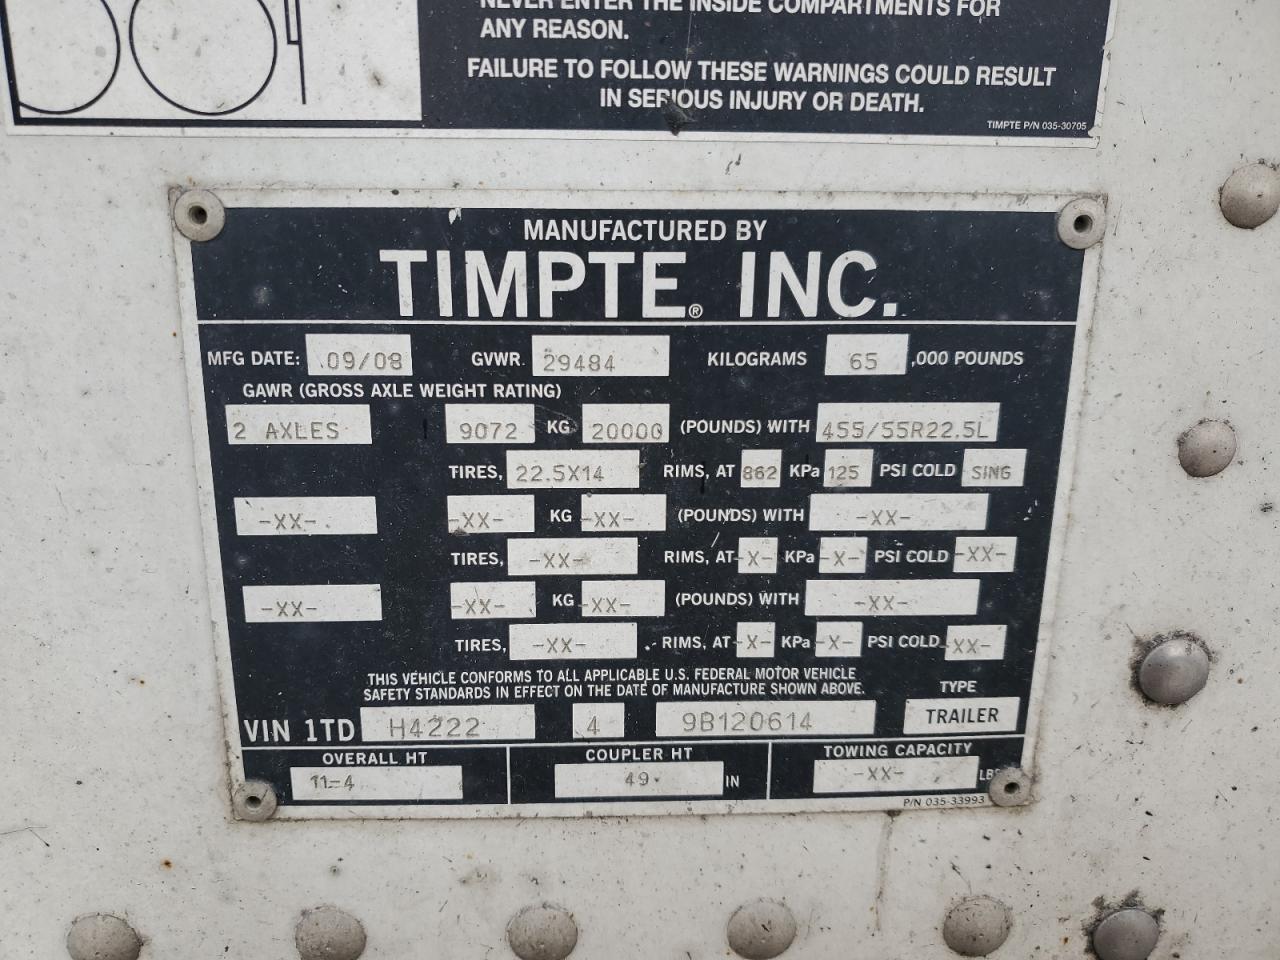 NEVER ENTER THE INSIDE COMPARTMENTS FOR
ANY REASON.
FAILURE TO FOLLOW THESE WARNINGS COULD RESULT
IN SERIOUS INJURY OR DEATH.
TIMPTE P/N 035-30705
MANUFACTURED BY
TIMPTE® INC.
MFG DATE: 09/08 GVWR 29484 KILOGRAMS 65 ,000 POUNDS
GAWR (GROSS AXLE WEIGHT RATING)
2 AXLES 9072 KG 20000 (POUNDS) WITH 455/55R22.5L
TIRES, 22.5X14 RIMS, AT 862 KPa 125 PSI COLD SING
-XX- -XX- KG -XX- (POUNDS) WITH -XX-
TIRES, -XX- RIMS, AT -X- KPa -X- PSI COLD -XX-
-XX- -XX- KG -XX- (POUNDS) WITH -XX-
TIRES, -XX- RIMS, AT -X- KPa -X- PSI COLD -XX-
THIS VEHICLE CONFORMS TO ALL APPLICABLE U.S. FEDERAL MOTOR VEHICLE
SAFETY STANDARDS IN EFFECT ON THE DATE OF MANUFACTURE SHOWN ABOVE.
TYPE
VIN 1TD H4222 4 9B120614 TRAILER
OVERALL HT COUPLER HT TOWING CAPACITY
11-4 49 IN -XX- LBS
P/N 035-33993